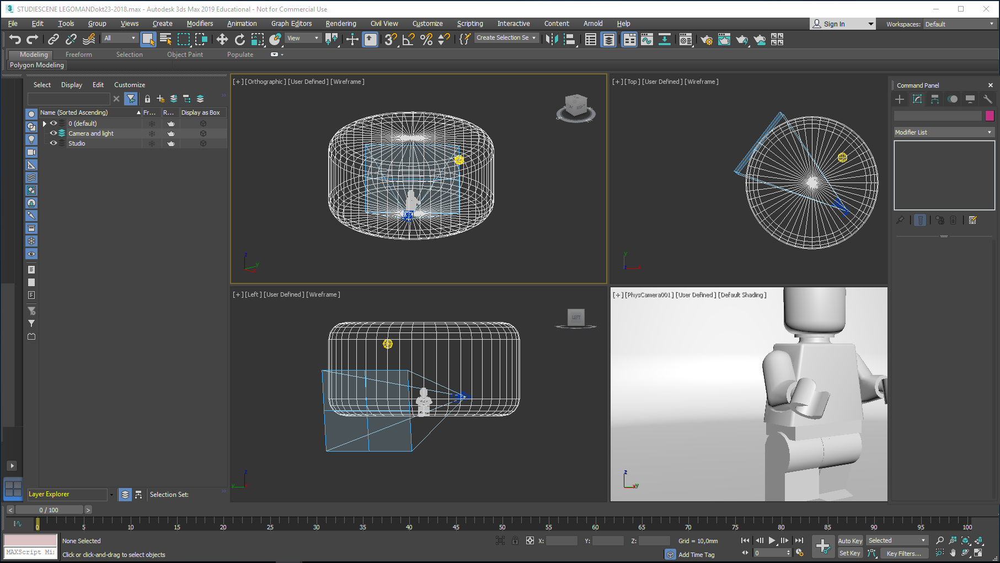 STUDIESCENE LEGOMANDokt23-2018.max - Autodesk 3ds Max 2019 Educational - Not for Commercial Use
File Edit Tools Group Views Create Modifiers Animation Graph Editors Rendering Civil View Customize Scripting Interactive Content Arnold Help
Sign In Workspaces: Default
All View Create Selection Se
Modeling Freeform Selection Object Paint Populate
Polygon Modeling
Select Display Edit Customize
Name (Sorted Ascending) Fr... R... Display as Box
0 (default)
Camera and light
Studio
[+] [Orthographic ] [User Defined ] [Wireframe ]
[+] [Top ] [User Defined ] [Wireframe ]
[+] [Left ] [User Defined ] [Wireframe ]
LEFT
[+] [PhysCamera001 ] [User Defined ] [Default Shading ]
Command Panel
Modifier List
Layer Explorer Selection Set:
< 0 / 100 >
0 5 10 15 20 25 30 35 40 45 50 55 60 65 70 75 80 85 90 95 100
None Selected X: Y: Z: Grid = 10,0mm Auto Key Selected
MAXScript Mi
Click or click-and-drag to select objects Add Time Tag 0 Set Key Key Filters...